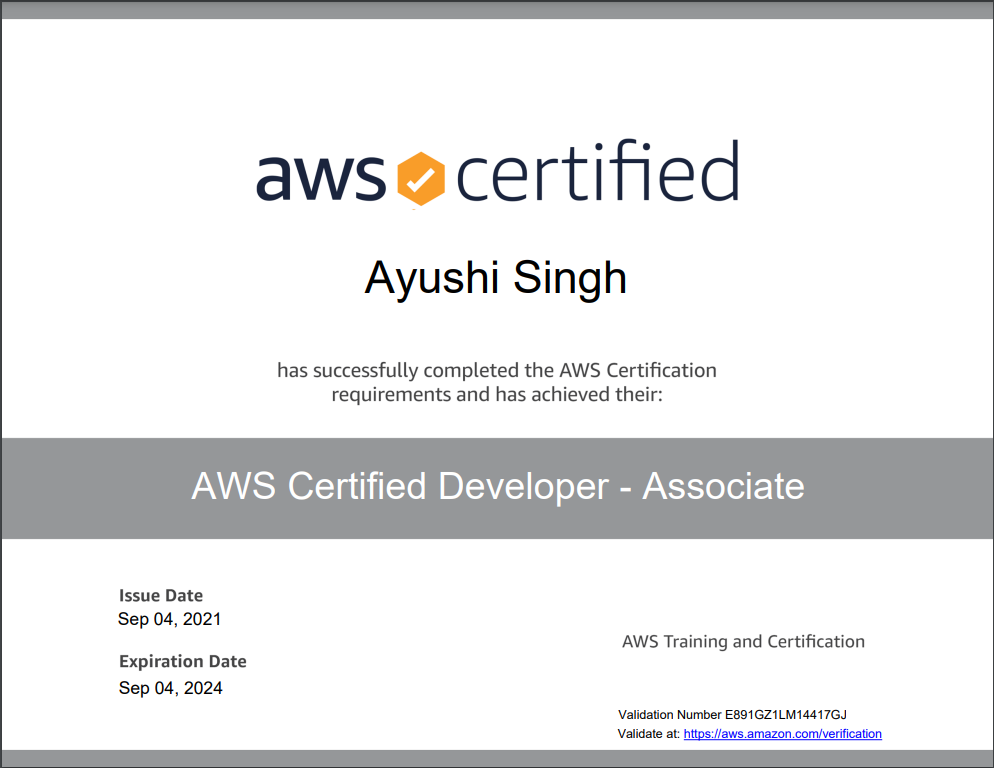 aws certified
Ayushi Singh
has successfully completed the AWS Certification
requirements and has achieved their:
AWS Certified Developer - Associate
Issue Date
Sep 04, 2021
Expiration Date
Sep 04, 2024
AWS Training and Certification
Validation Number E891GZ1LM14417GJ
Validate at: https://aws.amazon.com/verification